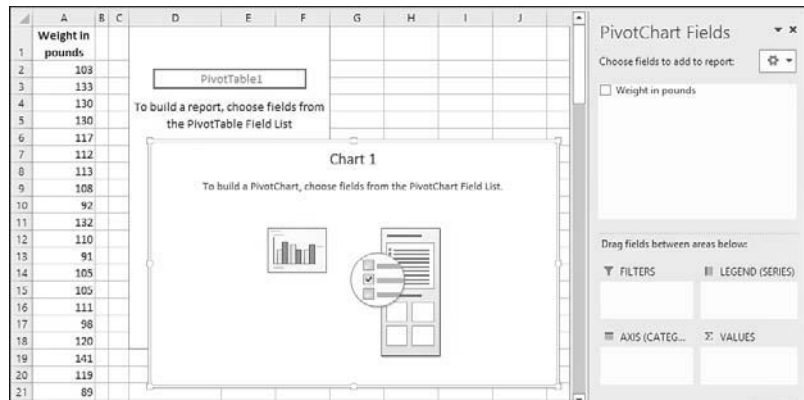 A B C D E F G H I J
Weight in
1 pounds
2 103
3 133
4 130
5 130
6 117
7 112
8 113
9 108
10 92
11 132
12 110
13 91
14 105
15 105
16 111
17 98
18 120
19 141
20 119
21 89
PivotTable1
To build a report, choose fields from
the PivotTable Field List
Chart 1
To build a PivotChart, choose fields from the PivotChart Field List.
PivotChart Fields
Choose fields to add to report:
Weight in pounds
Drag fields between areas below:
FILTERS LEGEND (SERIES)
AXIS (CATEG... Σ VALUES